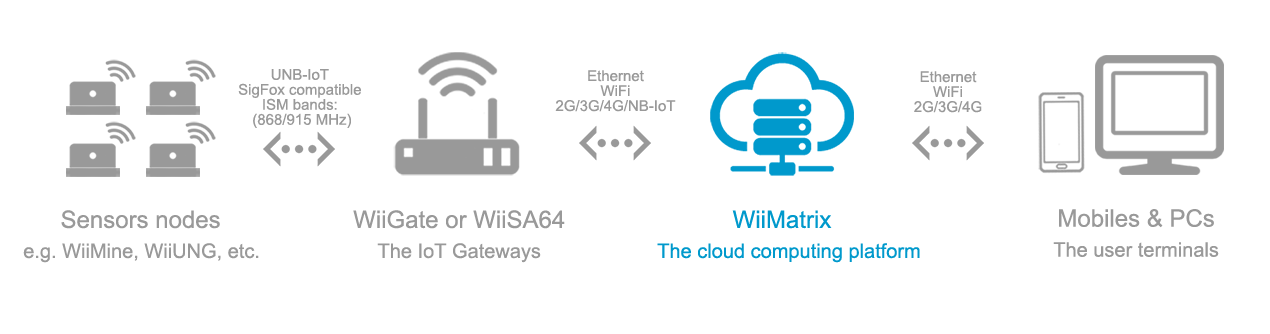 UNB-IoT
SigFox compatible
ISM bands:
(868/915 MHz)
Ethernet
WiFi
2G/3G/4G/NB-IoT
Ethernet
WiFi
2G/3G/4G
Sensors nodes
e.g. WiiMine, WiiUNG, etc.
WiiGate or WiiSA64
The IoT Gateways
WiiMatrix
The cloud computing platform
Mobiles & PCs
The user terminals